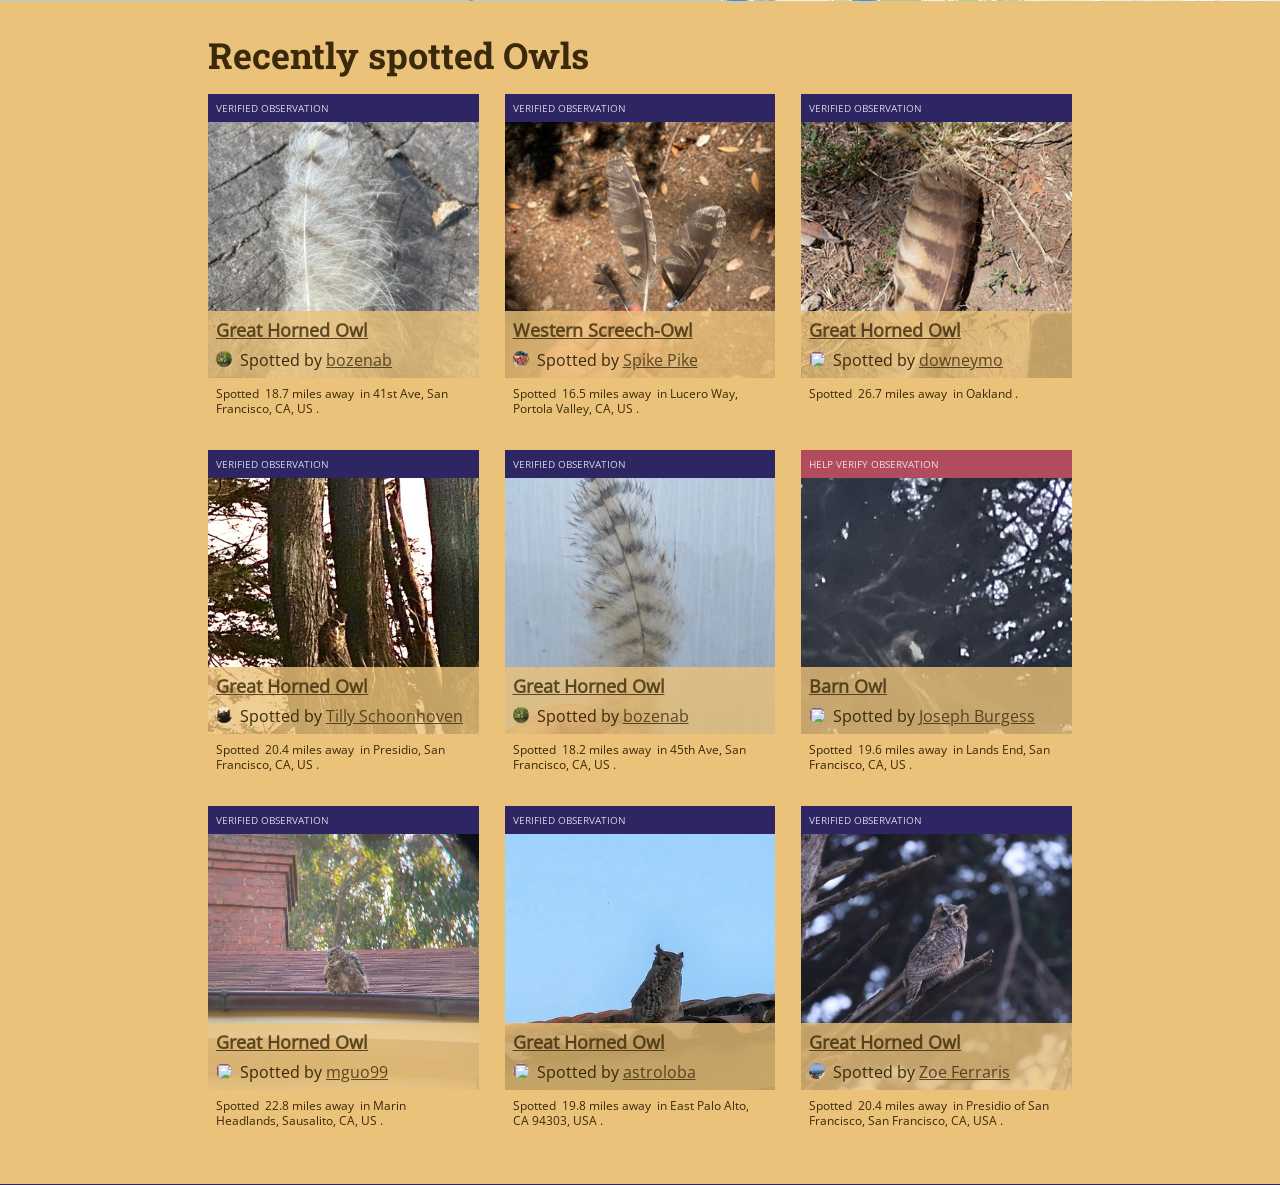 Recently spotted Owls
VERIFIED OBSERVATION
Great Horned Owl
Spotted by bozenab
Spotted 18.7 miles away in 41st Ave, San
Francisco, CA, US .
VERIFIED OBSERVATION
Western Screech-Owl
Spotted by Spike Pike
Spotted 16.5 miles away in Lucero Way,
Portola Valley, CA, US .
VERIFIED OBSERVATION
Great Horned Owl
Spotted by downeymo
Spotted 26.7 miles away in Oakland .
VERIFIED OBSERVATION
Great Horned Owl
Spotted by Tilly Schoonhoven
Spotted 20.4 miles away in Presidio, San
Francisco, CA, US .
VERIFIED OBSERVATION
Great Horned Owl
Spotted by bozenab
Spotted 18.2 miles away in 45th Ave, San
Francisco, CA, US .
HELP VERIFY OBSERVATION
Barn Owl
Spotted by Joseph Burgess
Spotted 19.6 miles away in Lands End, San
Francisco, CA, US .
VERIFIED OBSERVATION
Great Horned Owl
Spotted by mguo99
Spotted 22.8 miles away in Marin
Headlands, Sausalito, CA, US .
VERIFIED OBSERVATION
Great Horned Owl
Spotted by astroloba
Spotted 19.8 miles away in East Palo Alto,
CA 94303, USA .
VERIFIED OBSERVATION
Great Horned Owl
Spotted by Zoe Ferraris
Spotted 20.4 miles away in Presidio of San
Francisco, San Francisco, CA, USA .